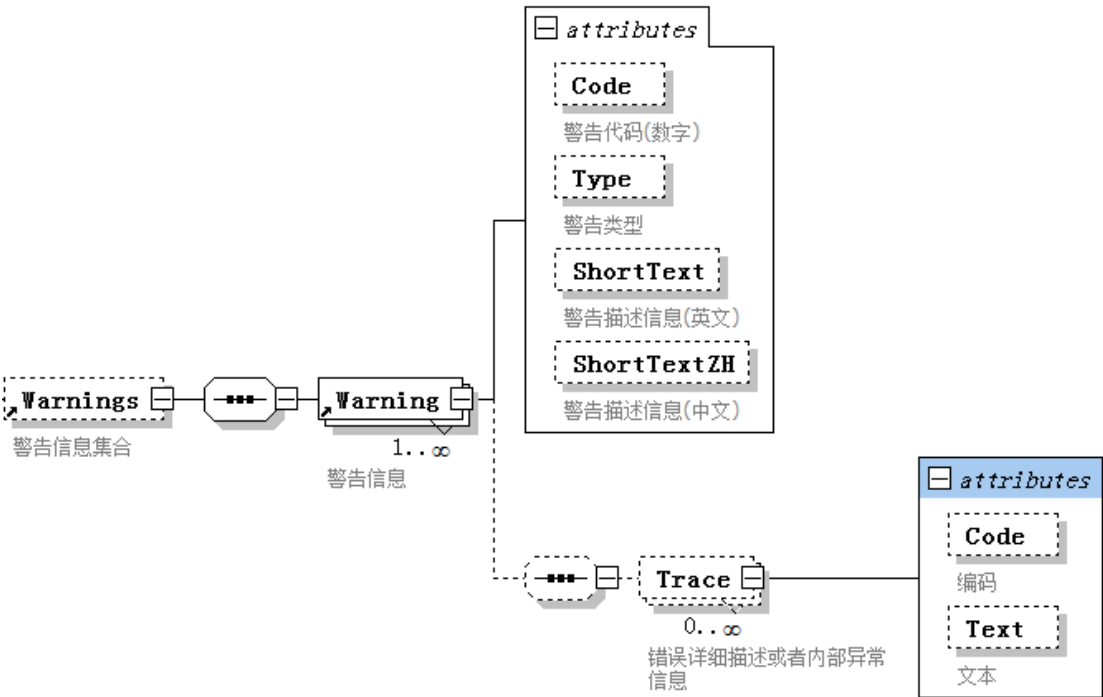 attributes
Code
警告代码(数字)
Type
警告类型
ShortText
警告描述信息(英文)
ShortTextZH
警告描述信息(中文)
Warnings
警告信息集合
Warning
1..∞
警告信息
Trace
0..∞
错误详细描述或者内部异常
信息
attributes
Code
编码
Text
文本